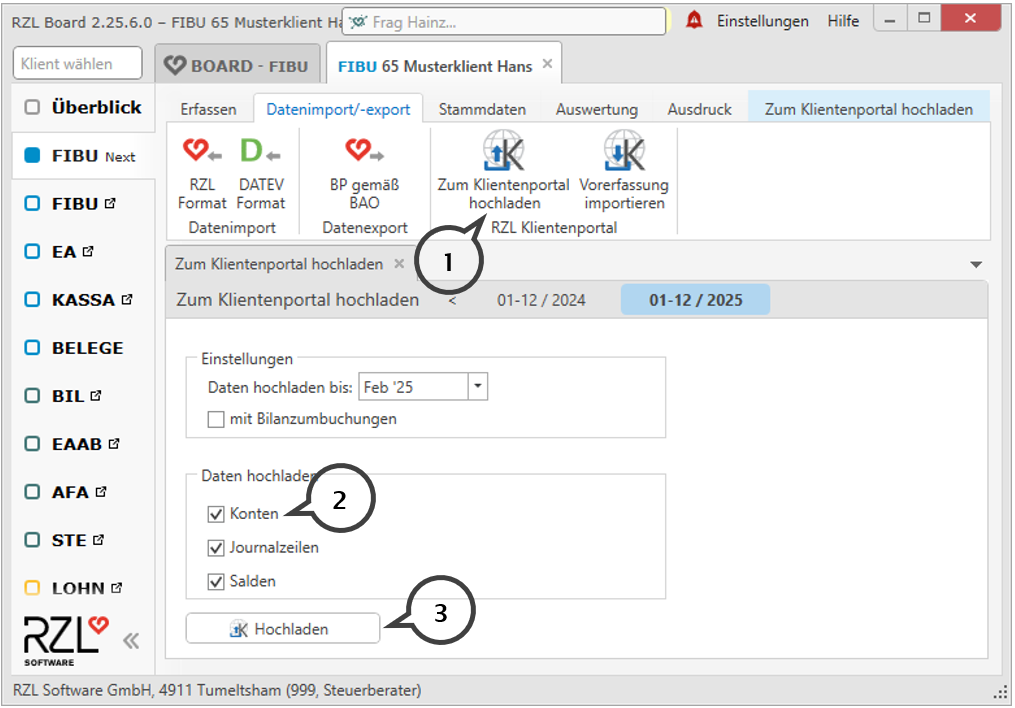 RZL Board 2.25.6.0 – FIBU 65 Musterklient Ha
Frag Hainz...
Einstellungen
Hilfe
Klient wählen
BOARD - FIBU
FIBU 65 Musterklient Hans
Überblick
FIBU Next
FIBU
EA
KASSA
BELEGE
BIL
EAAB
AFA
STE
LOHN
RZL
SOFTWARE
Erfassen
Datenimport/-export
Stammdaten
Auswertung
Ausdruck
Zum Klientenportal hochladen
RZL
Format
D
DATEV
Format
Datenimport
BP gemäß
BAO
Datenexport
K
Zum Klientenportal
hochladen
K
Vorerfassung
importieren
RZL Klientenportal
1
Zum Klientenportal hochladen
Zum Klientenportal hochladen
<
01-12 / 2024
01-12 / 2025
Einstellungen
Daten hochladen bis:
Feb '25
mit Bilanzumbuchungen
Daten hochladen
2
Konten
Journalzeilen
Salden
K Hochladen
3
RZL Software GmbH, 4911 Tumeltsham (999, Steuerberater)